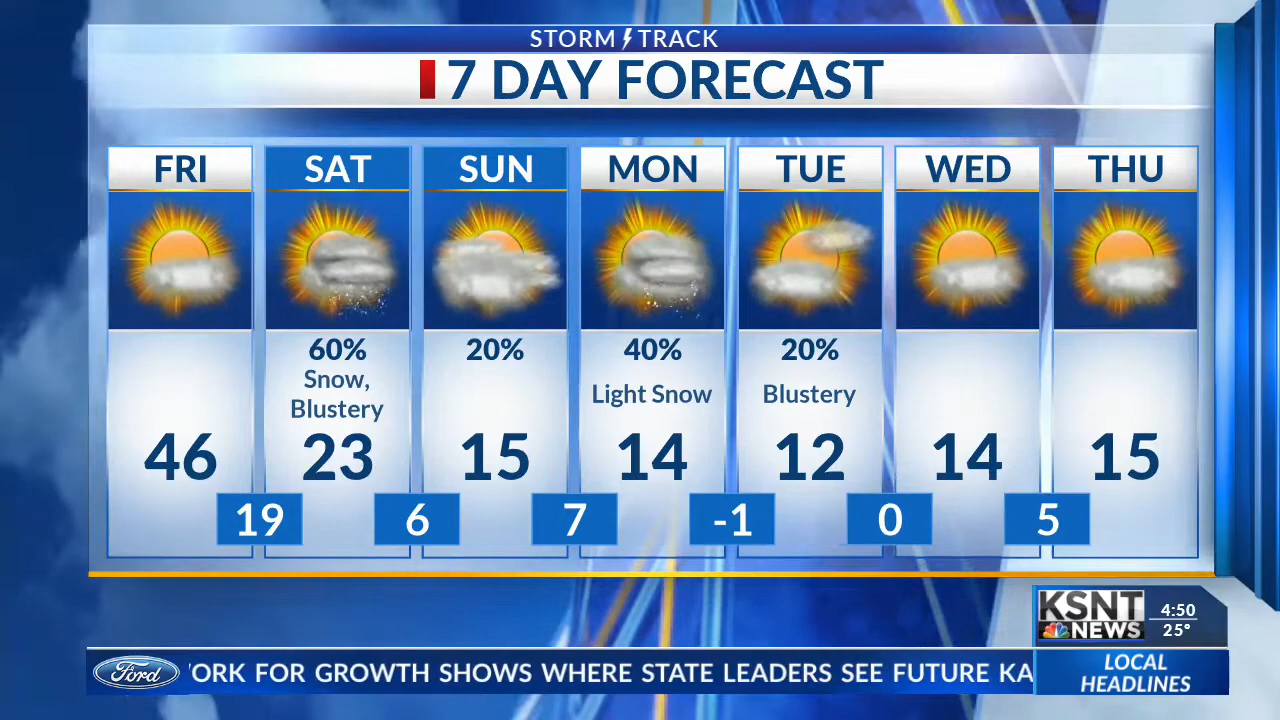 STORM TRACK
7 DAY FORECAST
FRI SAT SUN MON TUE WED THU
60% 20% 40% 20%
Snow,
Blustery
Light Snow
Blustery
46 23 15 14 12 14 15
19 6 7 -1 0 5
KSNT
NEWS
4:50
25°
Ford
ORK FOR GROWTH SHOWS WHERE STATE LEADERS SEE FUTURE KA
LOCAL
HEADLINES